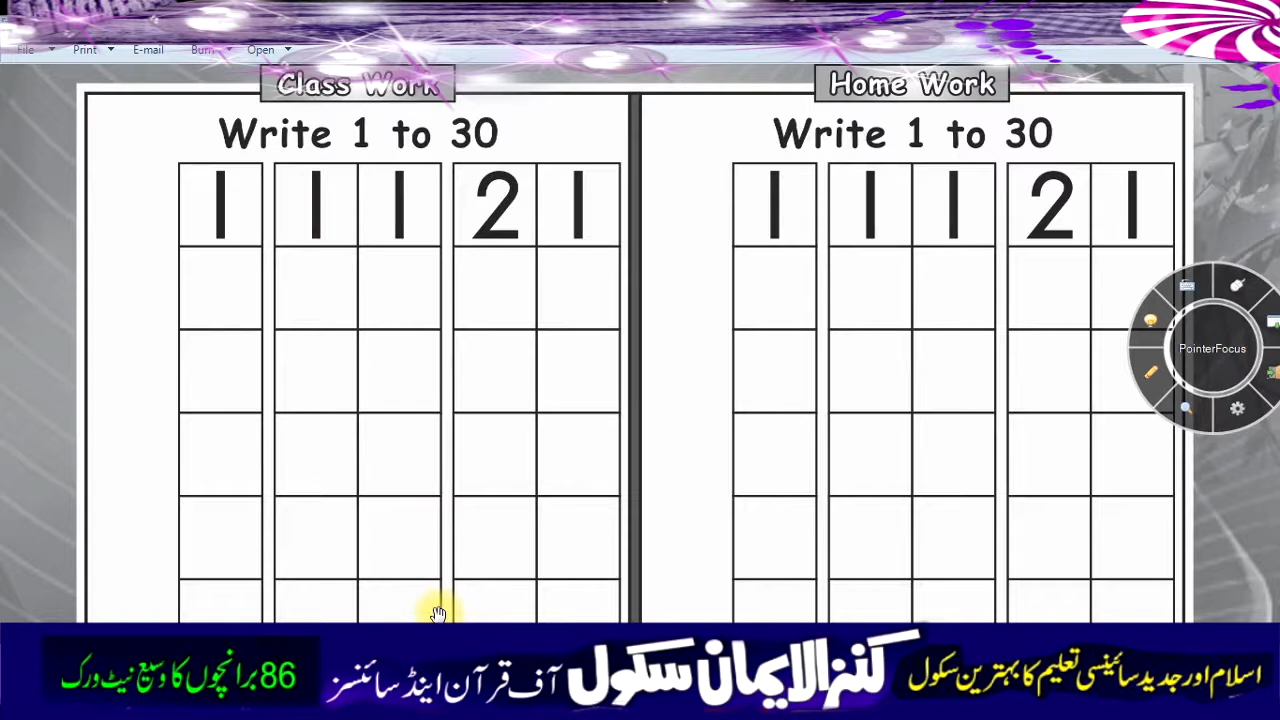 File Print E-mail Burn Open
Class Work
Write 1 to 30
1 1 1 2 1
Home Work
Write 1 to 30
1 1 1 2 1
PointerFocus
اسلام اور جدید سائینسی تعلیم کا بہترین سکول کنزالایمان سکول آف قرآن اینڈ سائنسز 86 برانچوں کا وسیع نیٹ ورک